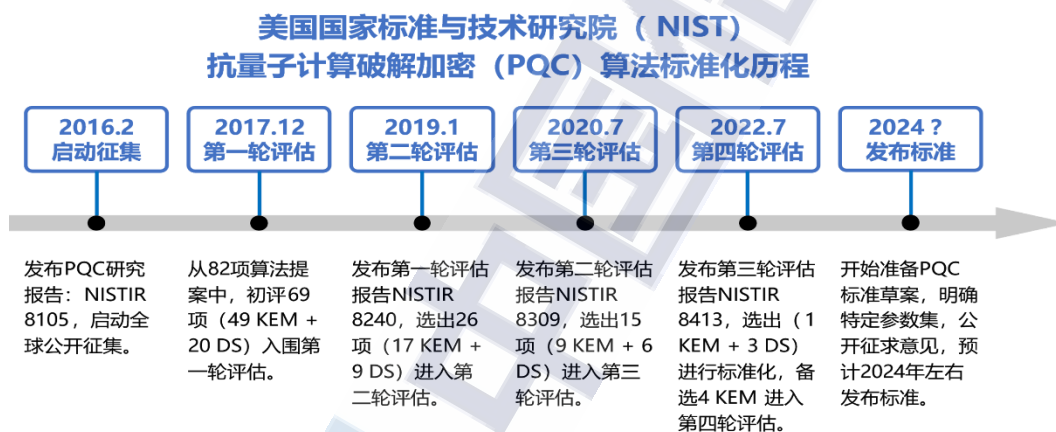 美国国家标准与技术研究院（ NIST）
抗量子计算破解加密（PQC）算法标准化历程
2016.2
启动征集
2017.12
第一轮评估
2019.1
第二轮评估
2020.7
第三轮评估
2022.7
第四轮评估
2024？
发布标准
发布PQC研究
报告：NISTIR
8105，启动全
球公开征集。
从82项算法提
案中，初评69
项（49 KEM +
20 DS）入围第
一轮评估。
发布第一轮评估
报告NISTIR
8240，选出26
项（17 KEM +
9 DS）进入第
二轮评估。
发布第二轮评估
报告NISTIR
8309，选出15
项（9 KEM + 6
DS）进入第三
轮评估。
发布第三轮评估
报告NISTIR
8413，选出（1
KEM + 3 DS）
进行标准化，备
选4 KEM 进入
第四轮评估。
开始准备PQC
标准草案，明确
特定参数集，公
开征求意见，预
计2024年左右
发布标准。